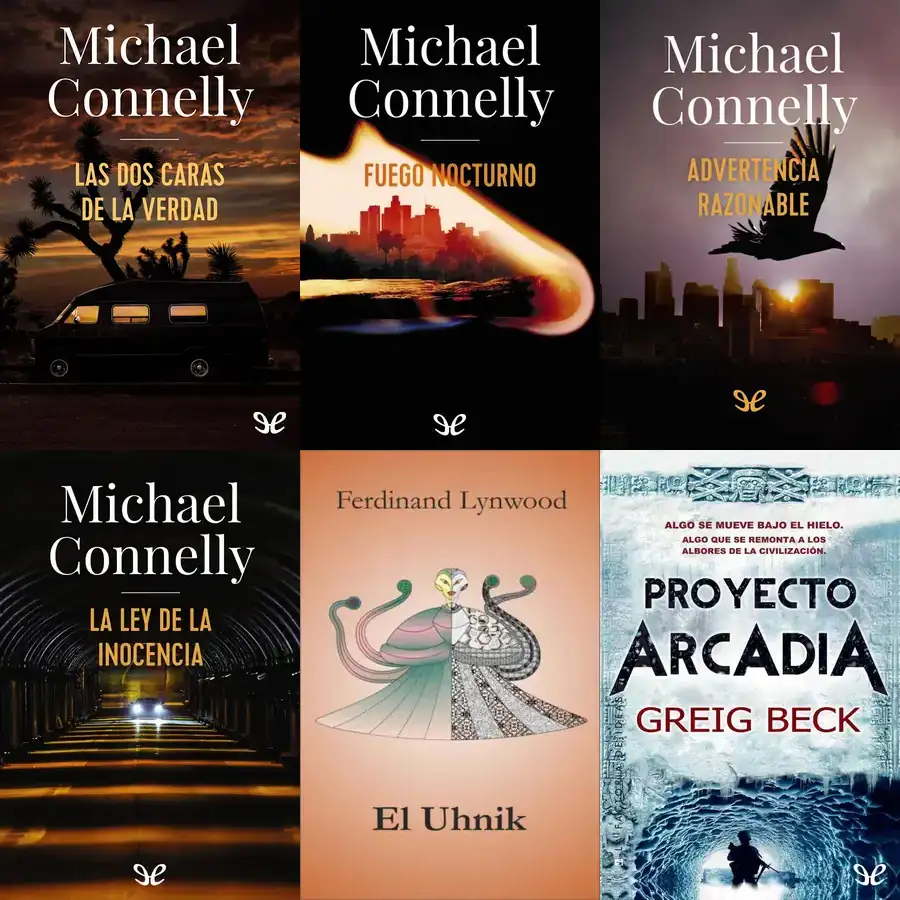 Michael
Connelly
LAS DOS CARAS
DE LA VERDAD
Michael
Connelly
FUEGO NOCTURNO
Michael
Connelly
ADVERTENCIA
RAZONABLE
Michael
Connelly
LA LEY DE LA
INOCENCIA
Ferdinand Lynwood
El Uhnik
ALGO SE MUEVE BAJO EL HIELO.
ALGO QUE SE REMONTA A LOS
ALBORES DE LA CIVILIZACIÓN.
PROYECTO
ARCADIA
GREIG BECK